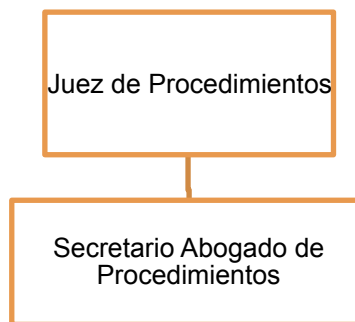 Juez de Procedimientos
Secretario Abogado de
Procedimientos